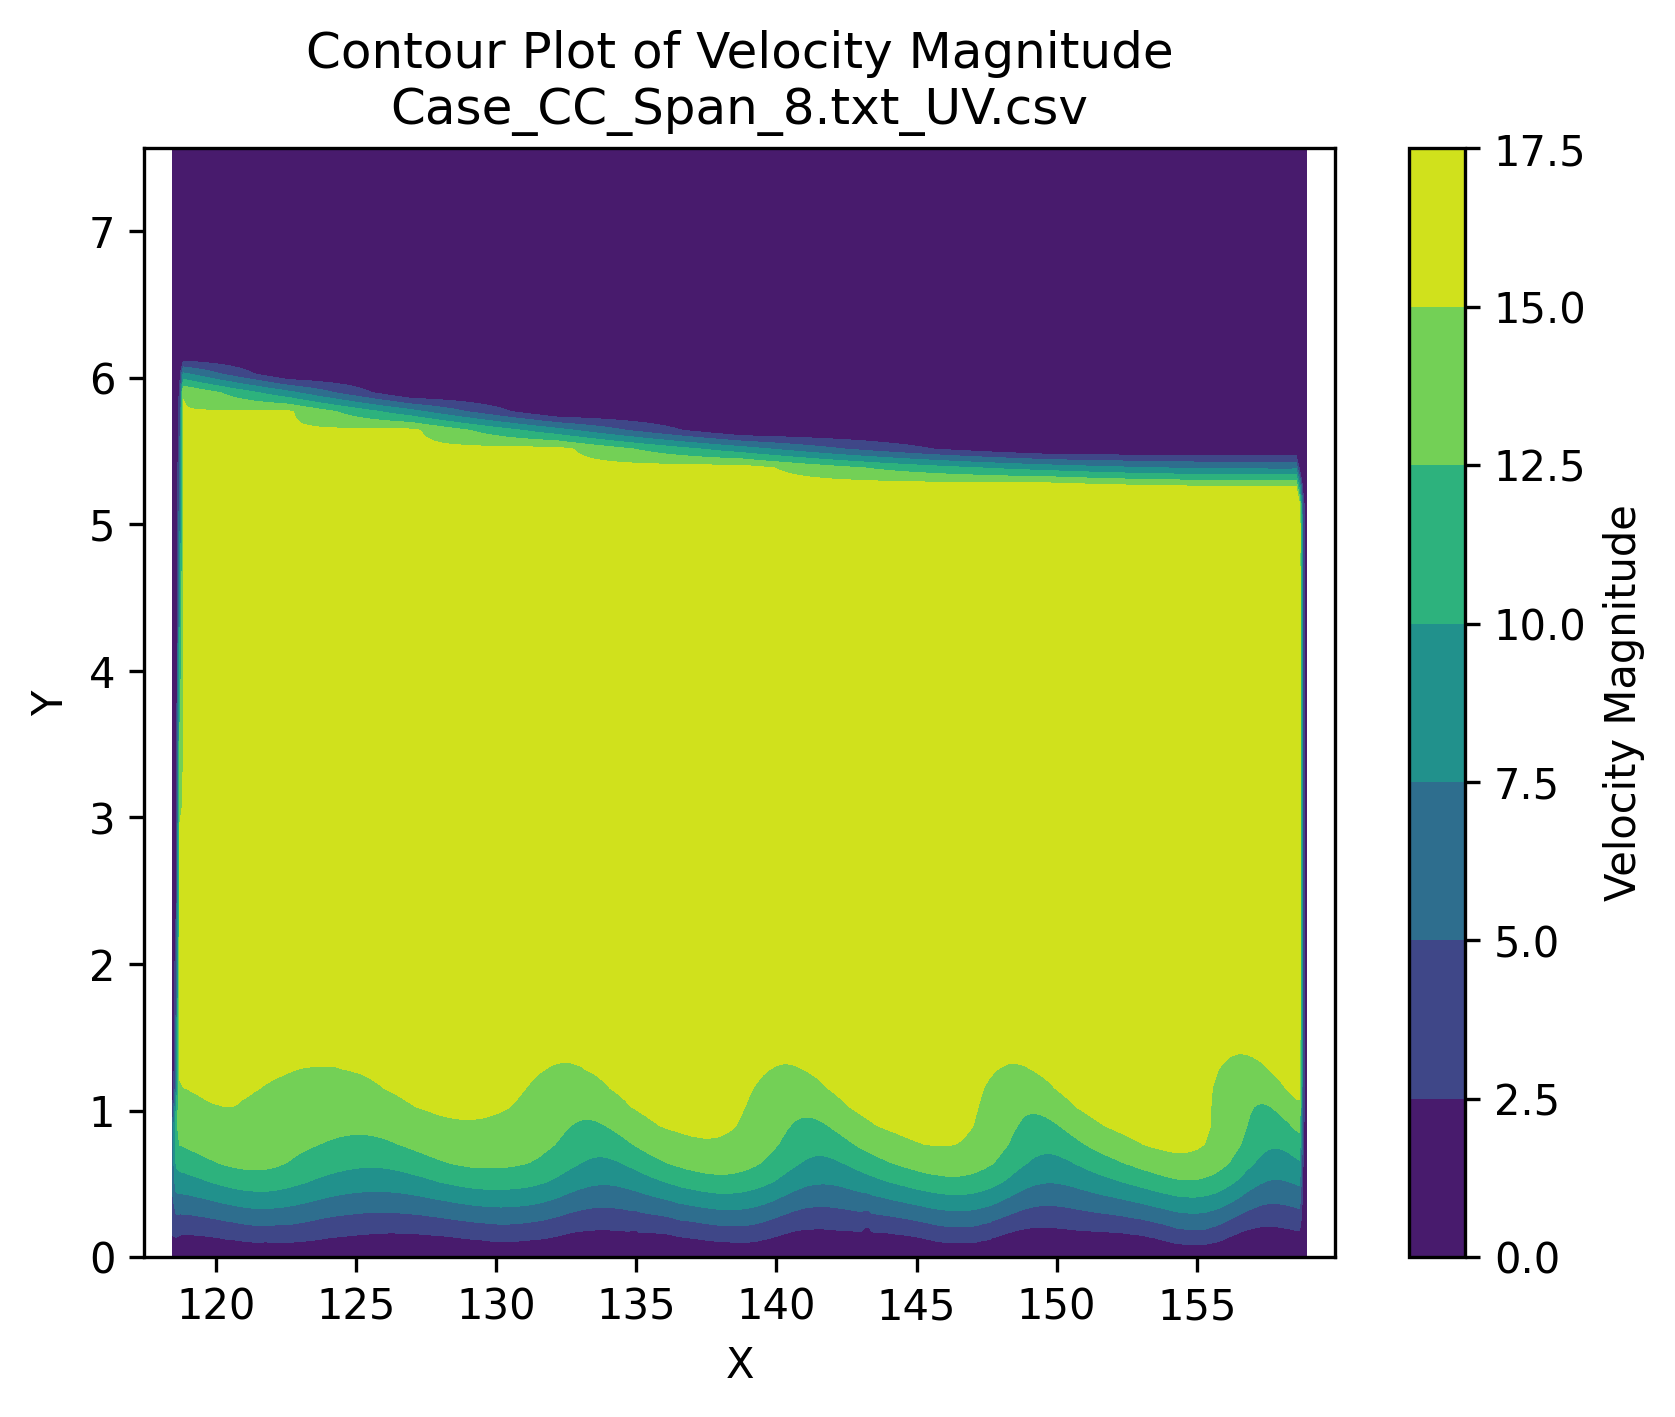 Contour Plot of Velocity Magnitude
Case_CC_Span_8.txt_UV.csv
7
6
5
4
3
2
1
0
Y
120 125 130 135 140 145 150 155
X
17.5
15.0
12.5
10.0
7.5
5.0
2.5
0.0
Velocity Magnitude